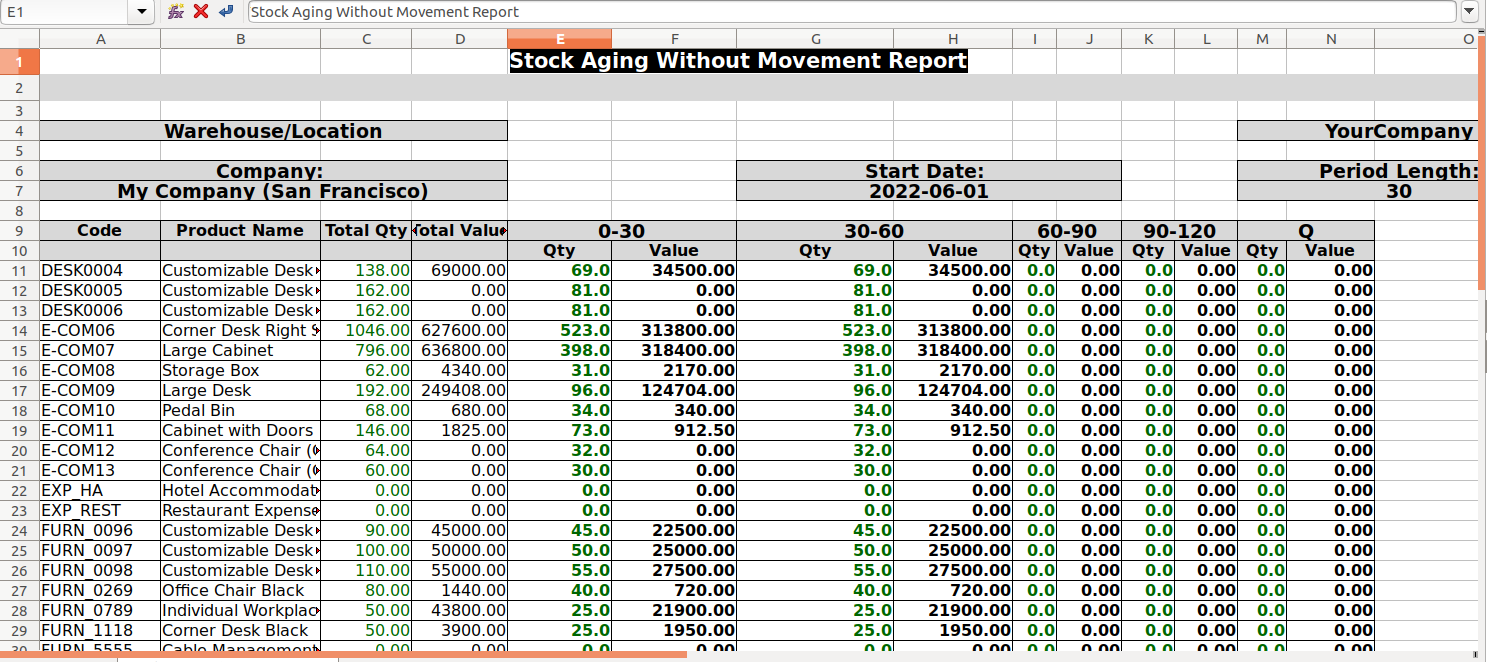 E1 Stock Aging Without Movement Report
A B C D E F G H I J K L M N O
1 Stock Aging Without Movement Report
2
3
4 Warehouse/Location YourCompany
5
6 Company: Start Date: Period Length:
7 My Company (San Francisco) 2022-06-01 30
8
9 Code Product Name Total Qty Total Value 0-30 30-60 60-90 90-120 Q
10 Qty Value Qty Value Qty Value Qty Value Qty Value
11 DESK0004 Customizable Desk 138.00 69000.00 69.0 34500.00 69.0 34500.00 0.0 0.00 0.0 0.00 0.0 0.00
12 DESK0005 Customizable Desk 162.00 0.00 81.0 0.00 81.0 0.00 0.0 0.00 0.0 0.00 0.0 0.00
13 DESK0006 Customizable Desk 162.00 0.00 81.0 0.00 81.0 0.00 0.0 0.00 0.0 0.00 0.0 0.00
14 E-COM06 Corner Desk Right S 1046.00 627600.00 523.0 313800.00 523.0 313800.00 0.0 0.00 0.0 0.00 0.0 0.00
15 E-COM07 Large Cabinet 796.00 636800.00 398.0 318400.00 398.0 318400.00 0.0 0.00 0.0 0.00 0.0 0.00
16 E-COM08 Storage Box 62.00 4340.00 31.0 2170.00 31.0 2170.00 0.0 0.00 0.0 0.00 0.0 0.00
17 E-COM09 Large Desk 192.00 249408.00 96.0 124704.00 96.0 124704.00 0.0 0.00 0.0 0.00 0.0 0.00
18 E-COM10 Pedal Bin 68.00 680.00 34.0 340.00 34.0 340.00 0.0 0.00 0.0 0.00 0.0 0.00
19 E-COM11 Cabinet with Doors 146.00 1825.00 73.0 912.50 73.0 912.50 0.0 0.00 0.0 0.00 0.0 0.00
20 E-COM12 Conference Chair ( 64.00 0.00 32.0 0.00 32.0 0.00 0.0 0.00 0.0 0.00 0.0 0.00
21 E-COM13 Conference Chair ( 60.00 0.00 30.0 0.00 30.0 0.00 0.0 0.00 0.0 0.00 0.0 0.00
22 EXP_HA Hotel Accommodat 0.00 0.00 0.0 0.00 0.0 0.00 0.0 0.00 0.0 0.00 0.0 0.00
23 EXP_REST Restaurant Expense 0.00 0.00 0.0 0.00 0.0 0.00 0.0 0.00 0.0 0.00 0.0 0.00
24 FURN_0096 Customizable Desk 90.00 45000.00 45.0 22500.00 45.0 22500.00 0.0 0.00 0.0 0.00 0.0 0.00
25 FURN_0097 Customizable Desk 100.00 50000.00 50.0 25000.00 50.0 25000.00 0.0 0.00 0.0 0.00 0.0 0.00
26 FURN_0098 Customizable Desk 110.00 55000.00 55.0 27500.00 55.0 27500.00 0.0 0.00 0.0 0.00 0.0 0.00
27 FURN_0269 Office Chair Black 80.00 1440.00 40.0 720.00 40.0 720.00 0.0 0.00 0.0 0.00 0.0 0.00
28 FURN_0789 Individual Workplac 50.00 43800.00 25.0 21900.00 25.0 21900.00 0.0 0.00 0.0 0.00 0.0 0.00
29 FURN_1118 Corner Desk Black 50.00 3900.00 25.0 1950.00 25.0 1950.00 0.0 0.00 0.0 0.00 0.0 0.00
30 FURN_5555 Cable Management 0.00 0.00 0.0 0.00 0.0 0.00 0.0 0.00 0.0 0.00 0.0 0.00